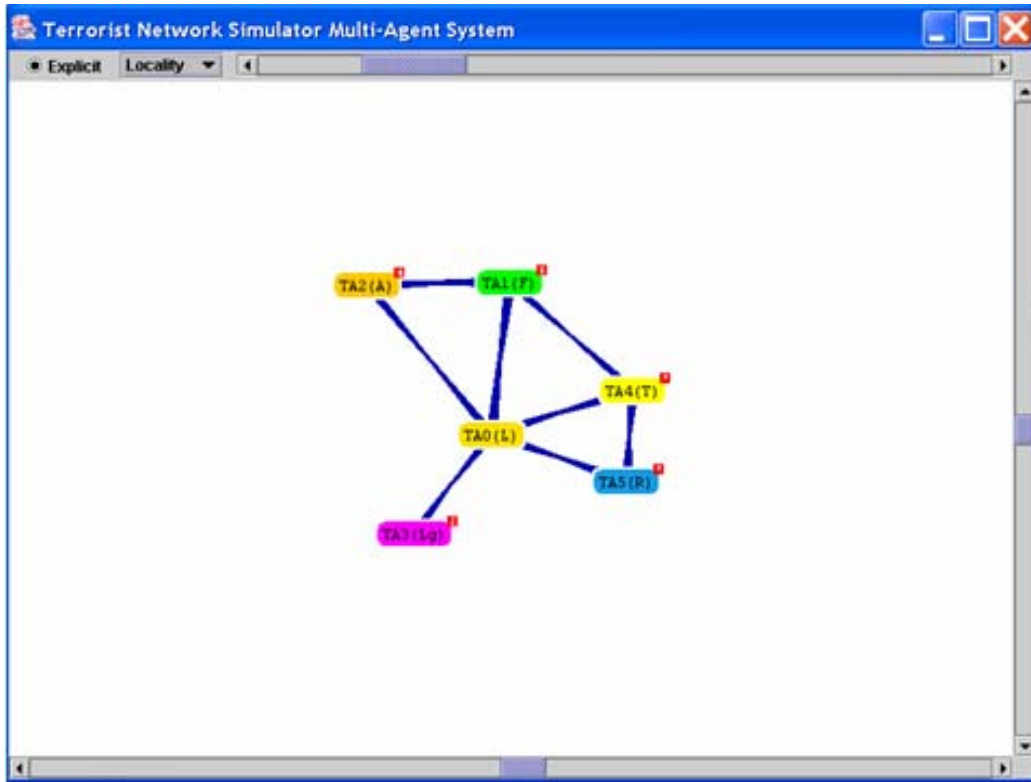 Terrorist Network Simulator Multi-Agent System
Explicit Locality
TA2(A) TA1(F)
TA4(T)
TA0(L)
TA5(R)
TA3(Lg)